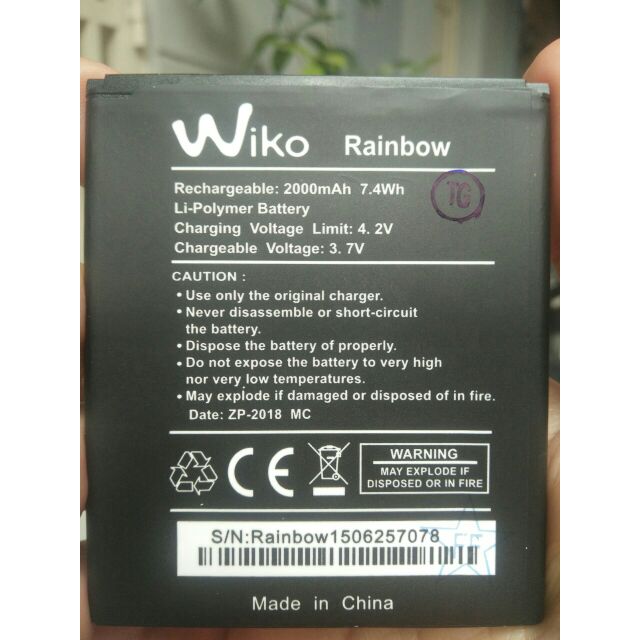 Wiko Rainbow
Rechargeable: 2000mAh 7.4Wh
Li-Polymer Battery
Charging Voltage Limit: 4. 2V
Chargeable Voltage: 3. 7V
TG
CAUTION :
• Use only the original charger.
• Never disassemble or short-circuit
the battery.
• Dispose the battery of properly.
• Do not expose the battery to very high
nor very low temperatures.
• May explode if damaged or disposed of in fire.
Date: ZP-2018 MC
CE
WARNING
MAY EXPLODE IF
DISPOSED OR IN FIRE
S/N:Rainbow1506257078
Made in China